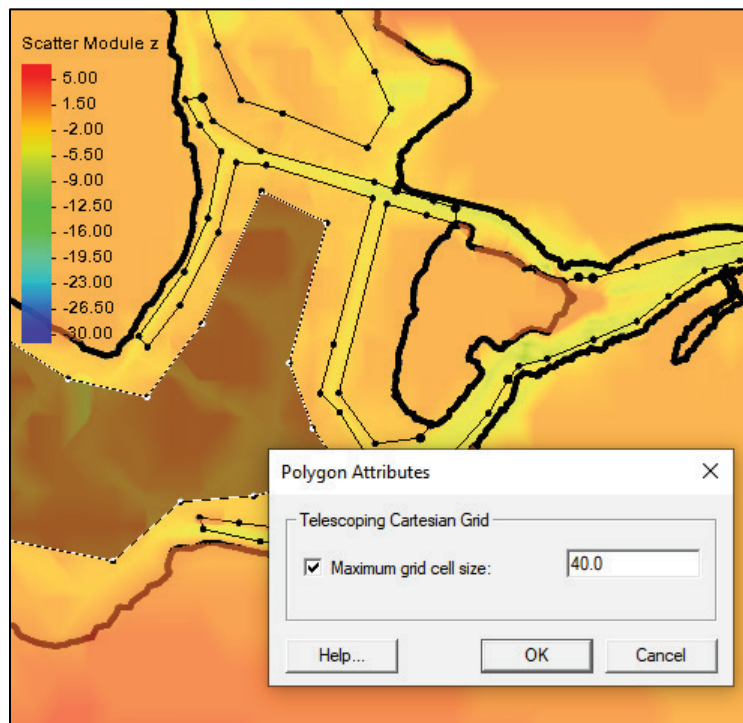 Scatter Module z
5.00
1.50
-2.00
-5.50
-9.00
-12.50
-16.00
-19.50
-23.00
-26.50
-30.00
Polygon Attributes
Telescoping Cartesian Grid
Maximum grid cell size:
40.0
Help...
OK
Cancel